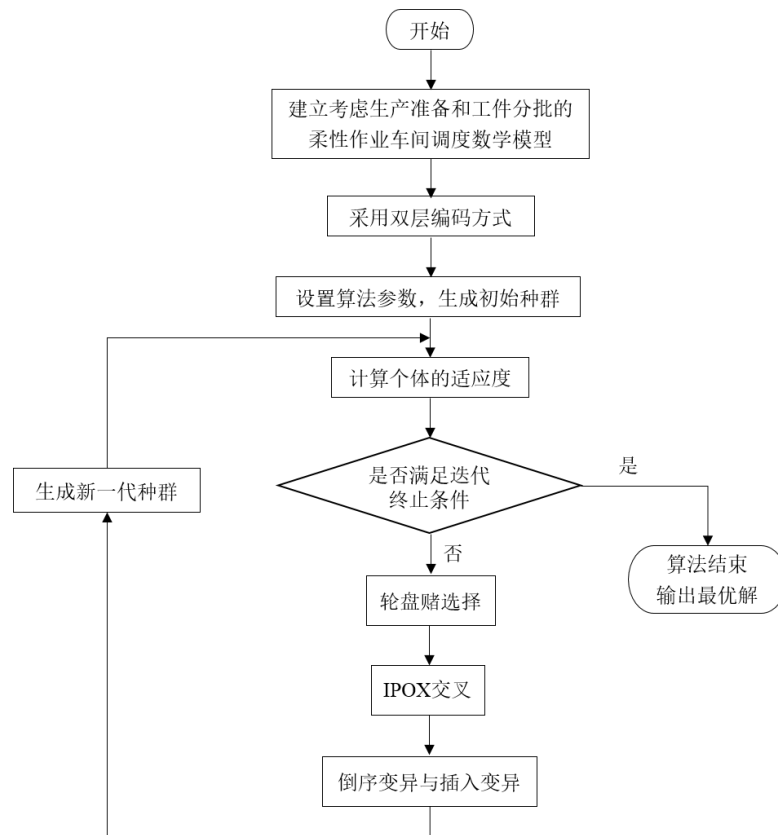 开始
建立考虑生产准备和工件分批的
柔性作业车间调度数学模型
采用双层编码方式
设置算法参数，生成初始种群
计算个体的适应度
是否满足迭代
终止条件
是
生成新一代种群
否
算法结束
输出最优解
轮盘赌选择
IPOX交叉
倒序变异与插入变异